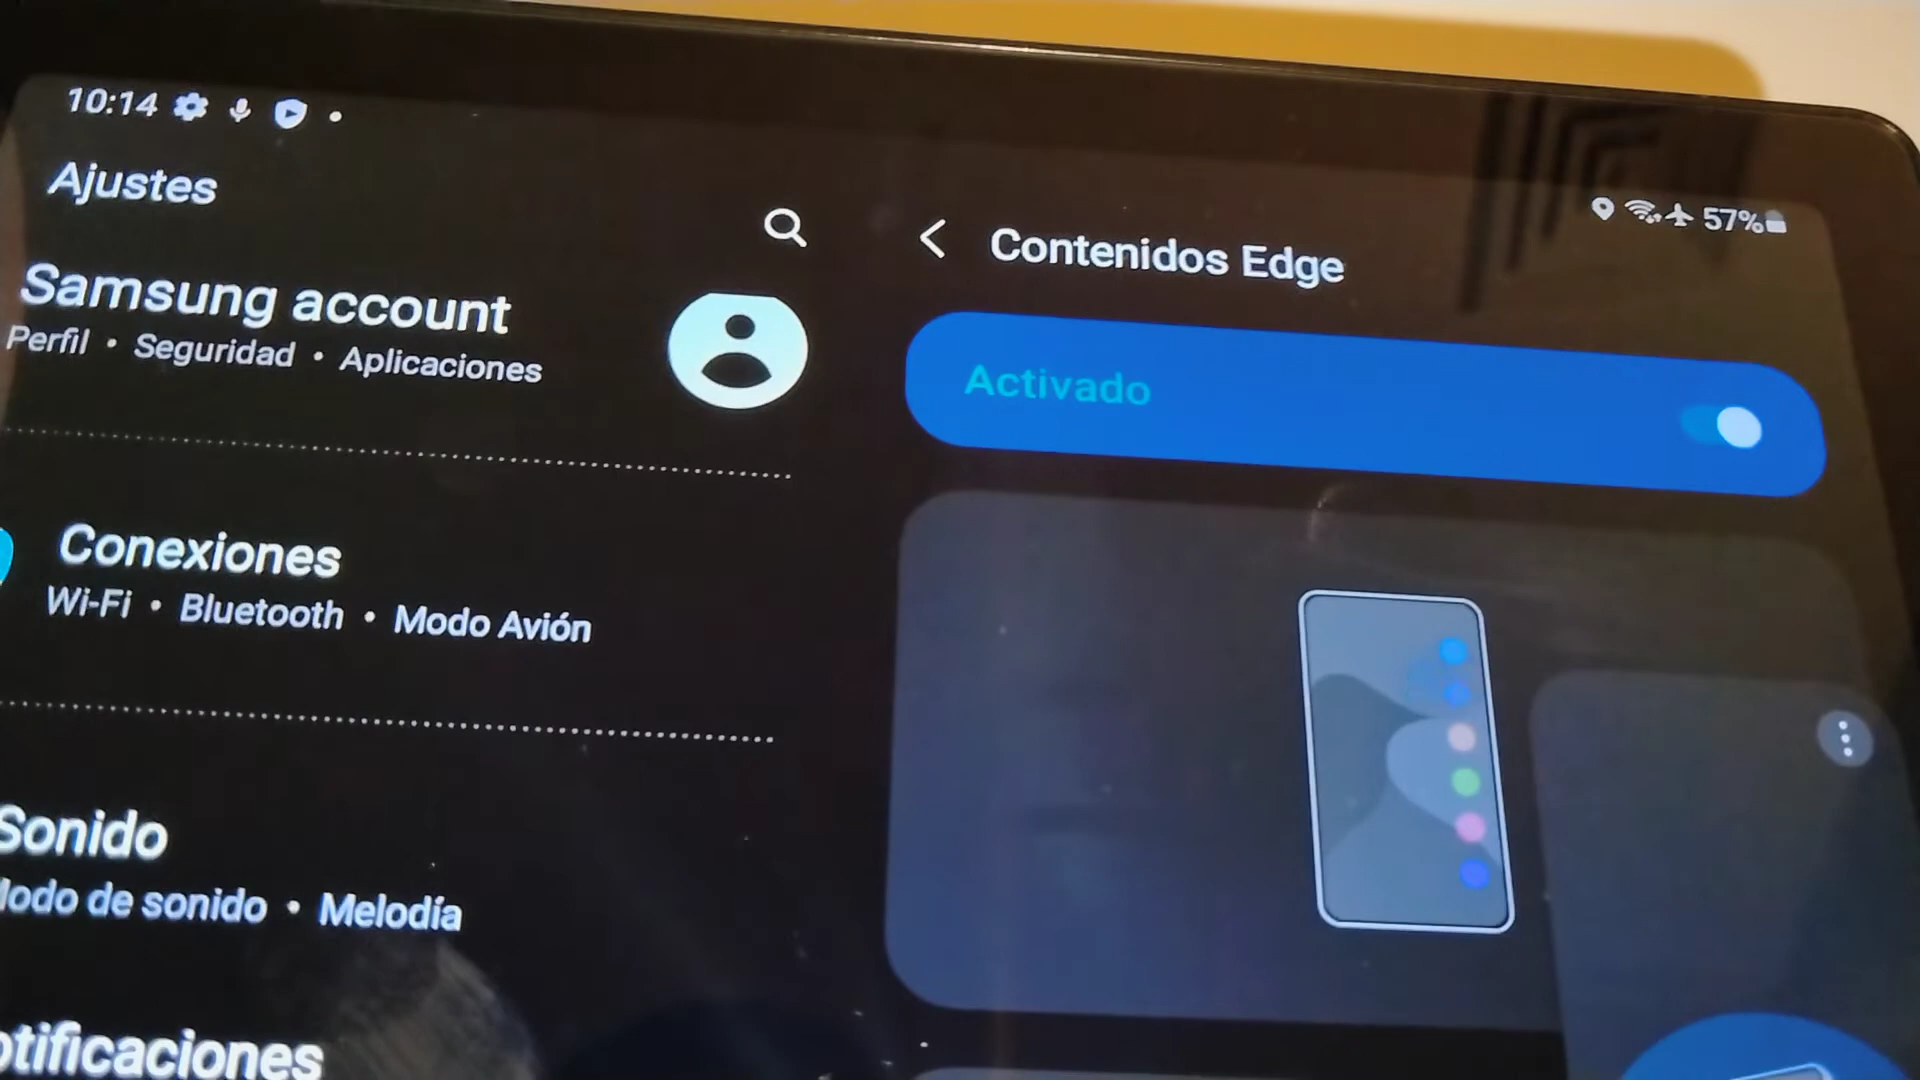 10:14
Ajustes
57%
Contenidos Edge
Samsung account
Perfil • Seguridad • Aplicaciones
Activado
Conexiones
Wi-Fi • Bluetooth • Modo Avión
Sonido
lodo de sonido • Melodía
otificaciones